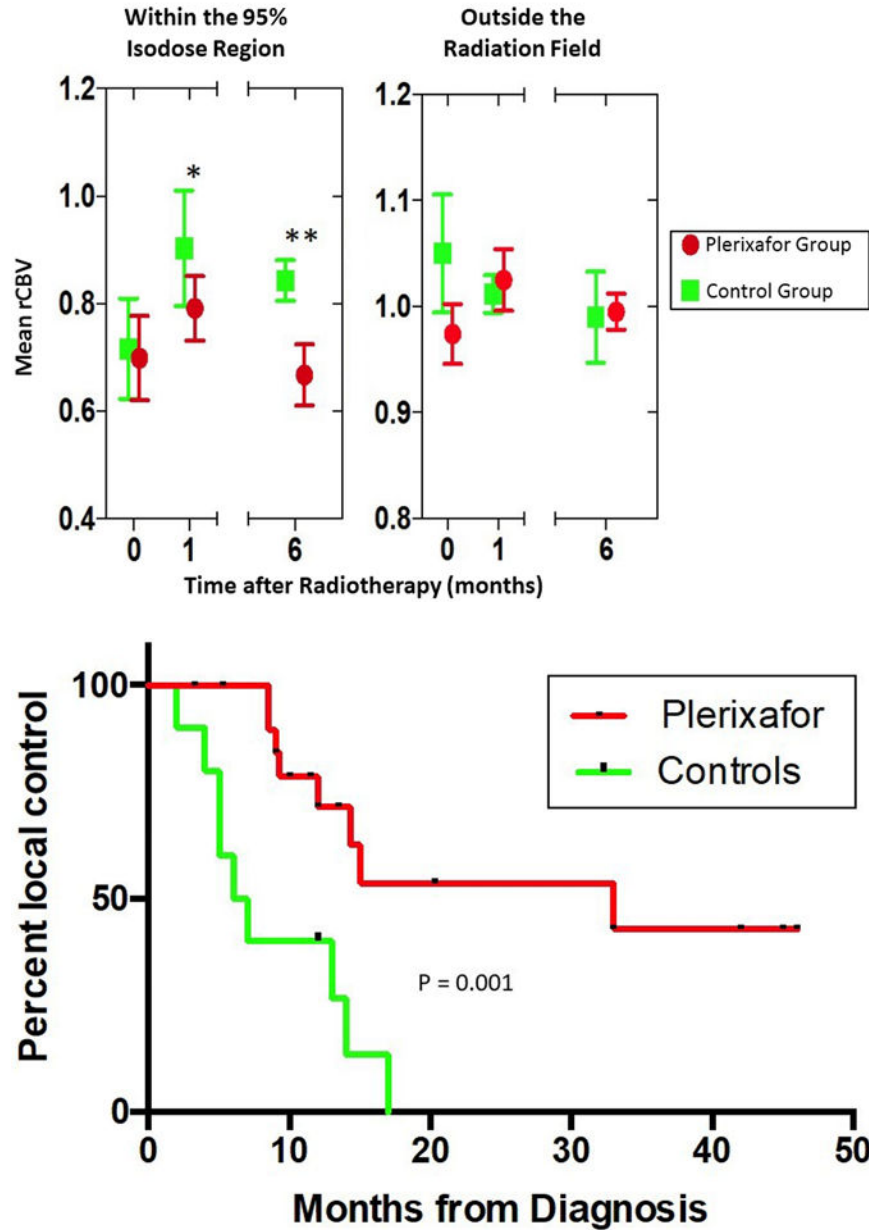 Within the 95%
Isodose Region
Outside the
Radiation Field
Mean rCBV
1.2
1.0
0.8
0.6
0.4
*
**
0 1 6
1.2
1.1
1.0
0.9
0.8
0 1 6
Plerixafor Group
Control Group
Time after Radiotherapy (months)
Percent local control
100
50
0
Plerixafor
Controls
P = 0.001
0 10 20 30 40 50
Months from Diagnosis